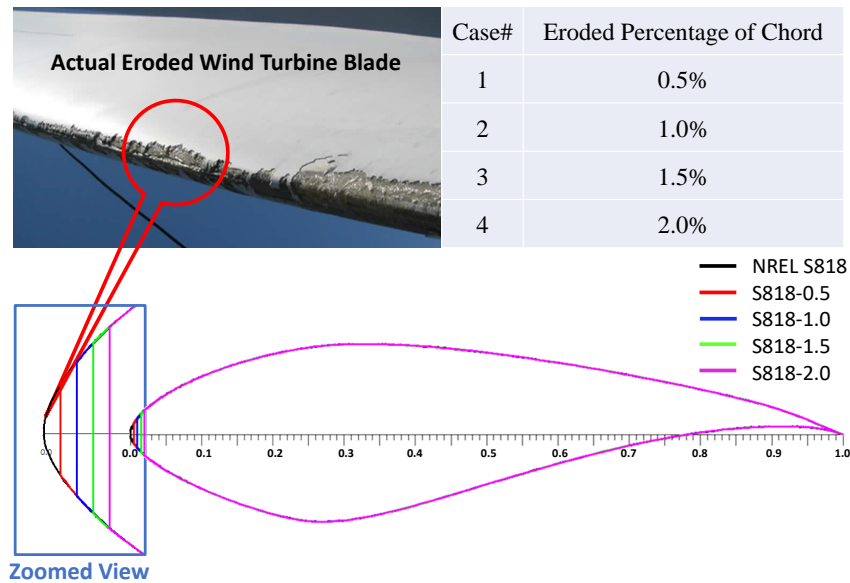 Actual Eroded Wind Turbine Blade
Case# Eroded Percentage of Chord
1 0.5%
2 1.0%
3 1.5%
4 2.0%
NREL S818
S818-0.5
S818-1.0
S818-1.5
S818-2.0
0.0
0.0 0.1 0.2 0.3 0.4 0.5 0.6 0.7 0.8 0.9 1.0
Zoomed View